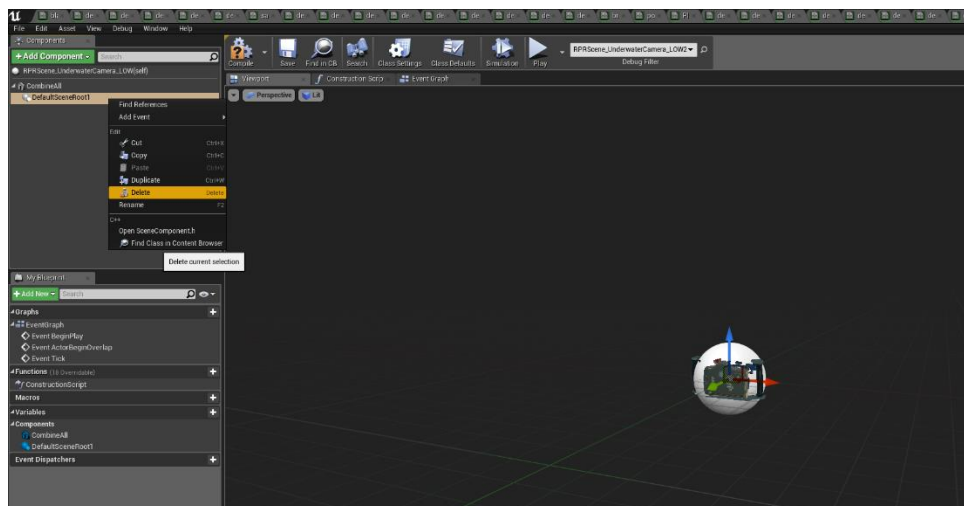 File Edit Asset View Debug Window Help
Components
+Add Component Search
RPRScene_UnderwaterCamera_LOW(self)
CombineAll
DefaultSceneRoot1
Find References
Add Event
Edit
Cut Ctrl+X
Copy Ctrl+C
Paste Ctrl+V
Duplicate Ctrl+W
Delete Delete
Rename F2
C++
Open SceneComponent.h
Find Class in Content Browser
Delete current selection
Compile Save Find in CB Search Class Settings Class Defaults Simulation Play
RPRScene_UnderwaterCamera_LOW2
Debug Filter
Viewport Construction Scrip Event Graph
Perspective Lit
My Blueprint
+Add New Search
Graphs
EventGraph
Event BeginPlay
Event ActorBeginOverlap
Event Tick
Functions (18 Overridable)
ConstructionScript
Macros
Variables
Components
CombineAll
DefaultSceneRoot1
Event Dispatchers